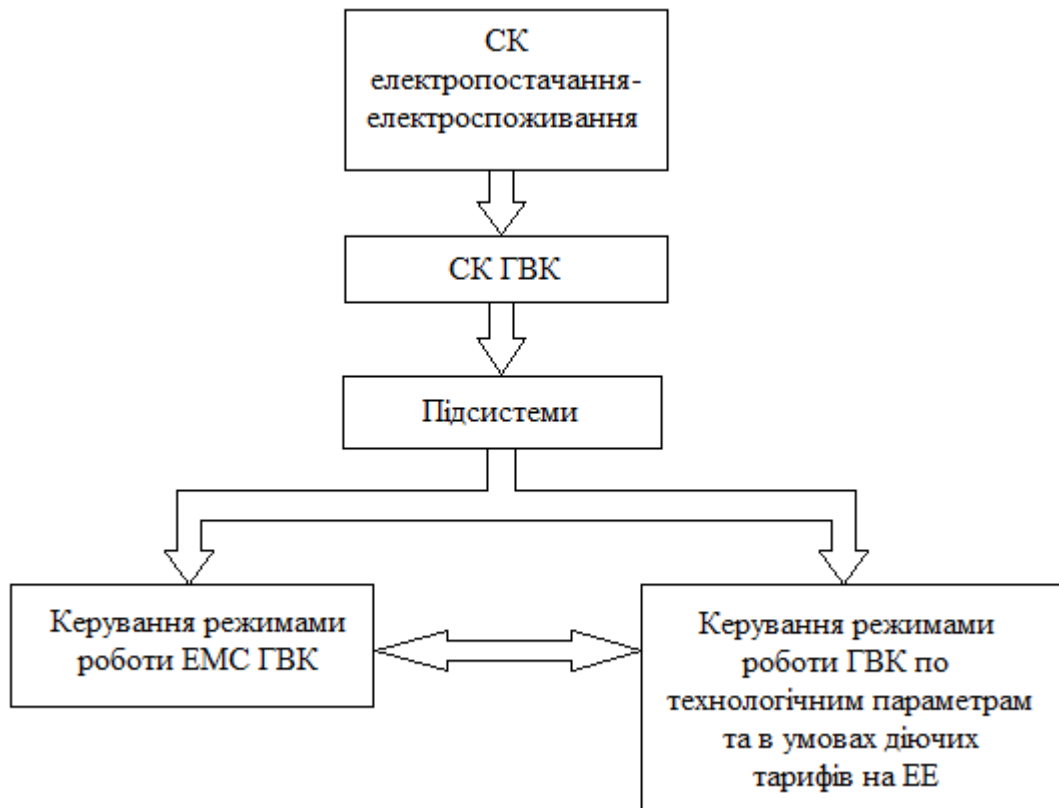 СК
електропостачання-
електроспоживання
СК ГВК
Підсистеми
Керування режимами
роботи ЕМС ГВК
Керування режимами
роботи ГВК по
технологічним параметрам
та в умовах діючих
тарифів на ЕЕ